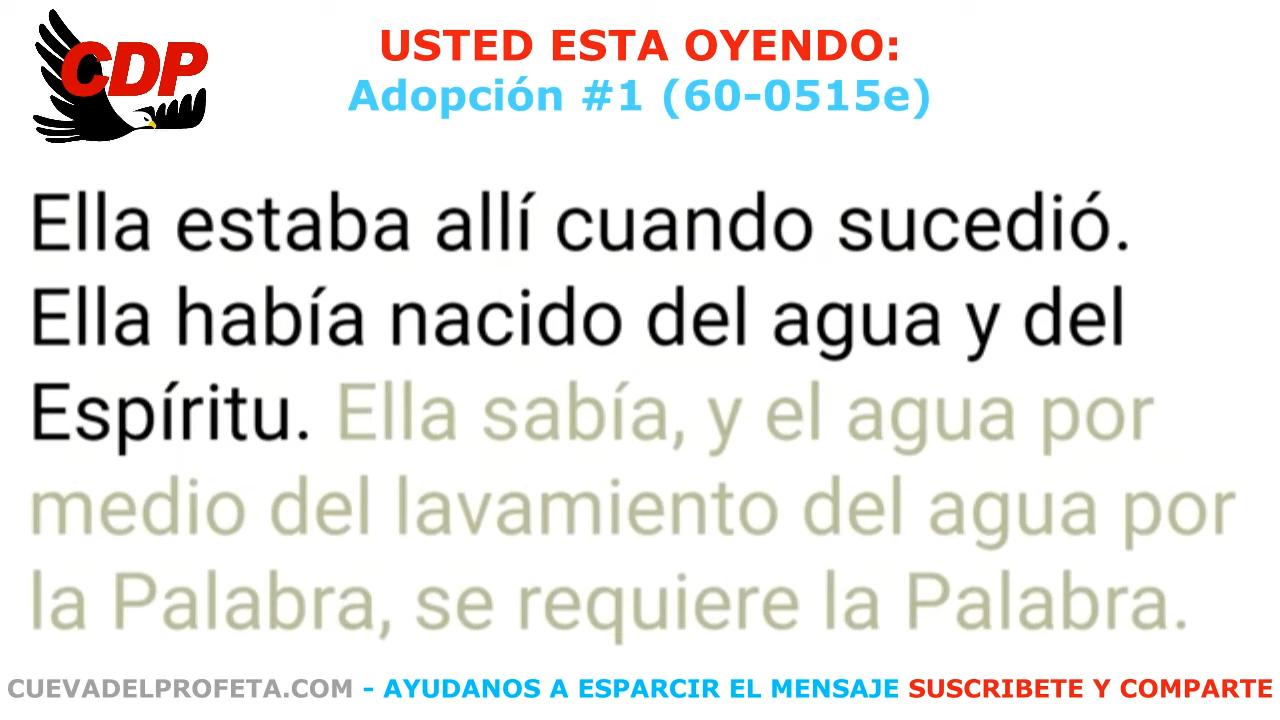 CDP
USTED ESTA OYENDO:
Adopción #1 (60-0515e)
Ella estaba allí cuando sucedió.
Ella había nacido del agua y del
Espíritu. Ella sabía, y el agua por
medio del lavamiento del agua por
la Palabra, se requiere la Palabra.
CUEVADELPROFETA.COM - AYUDANOS A ESPARCIR EL MENSAJE SUSCRIBETE Y COMPARTE